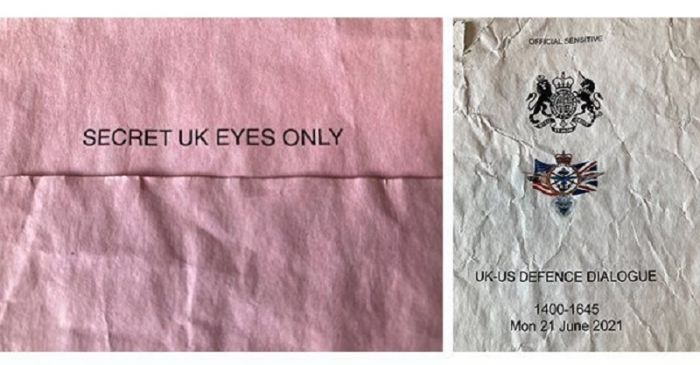 SECRET UK EYES ONLY
OFFICIAL SENSITIVE
UK-US DEFENCE DIALOGUE
1400-1645
Mon 21 June 2021